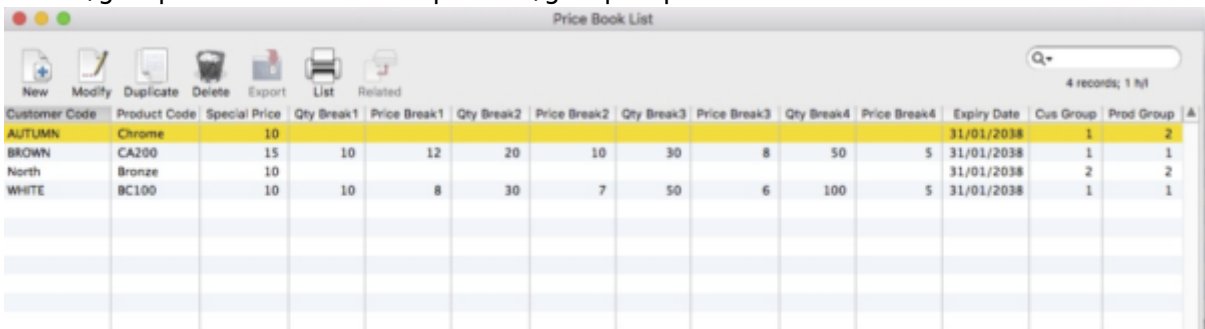 Price Book List
New Modify Duplicate Delete Export List Related
4 records; 1 h/l
Customer Code Product Code Special Price Qty Break1 Price Break1 Qty Break2 Price Break2 Qty Break3 Price Break3 Qty Break4 Price Break4 Expiry Date Cus Group Prod Group
AUTUMN Chrome 10 31/01/2038 1 2
BROWN CA200 15 10 12 20 10 30 8 50 5 31/01/2038 1 1
North Bronze 10 31/01/2038 2 2
WHITE BC100 10 10 8 30 7 50 6 100 5 31/01/2038 1 1